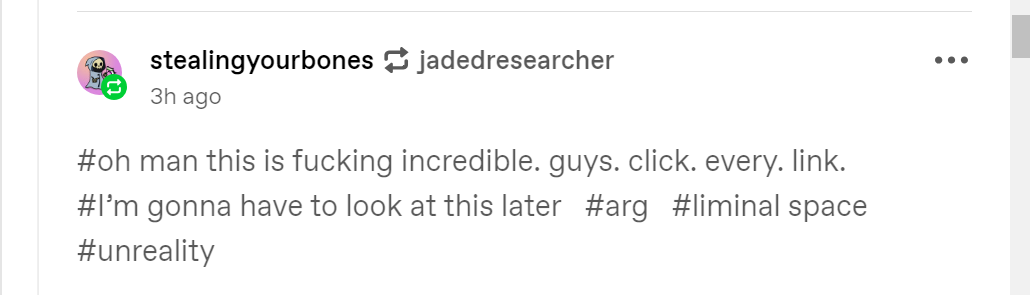 stealingyourbones jadedresearcher
3h ago
#oh man this is fucking incredible. guys. click. every. link.
#I’m gonna have to look at this later #arg #liminal space
#unreality